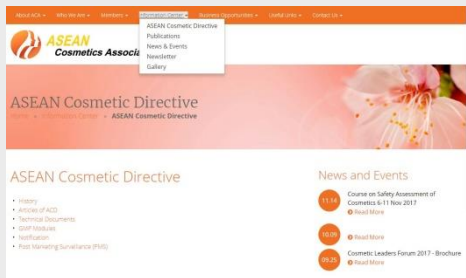 About ACA
Who We Are
Members
Information Center
Business Opportunities
Useful Links
Contact Us
ASEAN Cosmetic Directive
Publications
News & Events
Newsletter
Gallery
ASEAN
Cosmetics Associa
ASEAN Cosmetic Directive
Home » Information Center » ASEAN Cosmetic Directive
ASEAN Cosmetic Directive
• History
• Articles of ACD
• Technical Documents
• GMP Modules
• Notification
• Post Marketing Surveillance (PMS)
News and Events
11.14
Course on Safety Assessment of
Cosmetics 6-11 Nov 2017
Read More
10.09
Read More
09.25
Cosmetic Leaders Forum 2017 - Brochure
Read More